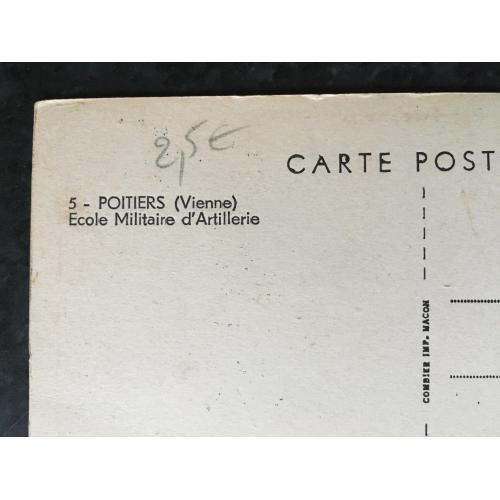 2,5€
CARTE POST
5 - POITIERS (Vienne)
Ecole Militaire d'Artillerie
COMBIER IMP. MACON